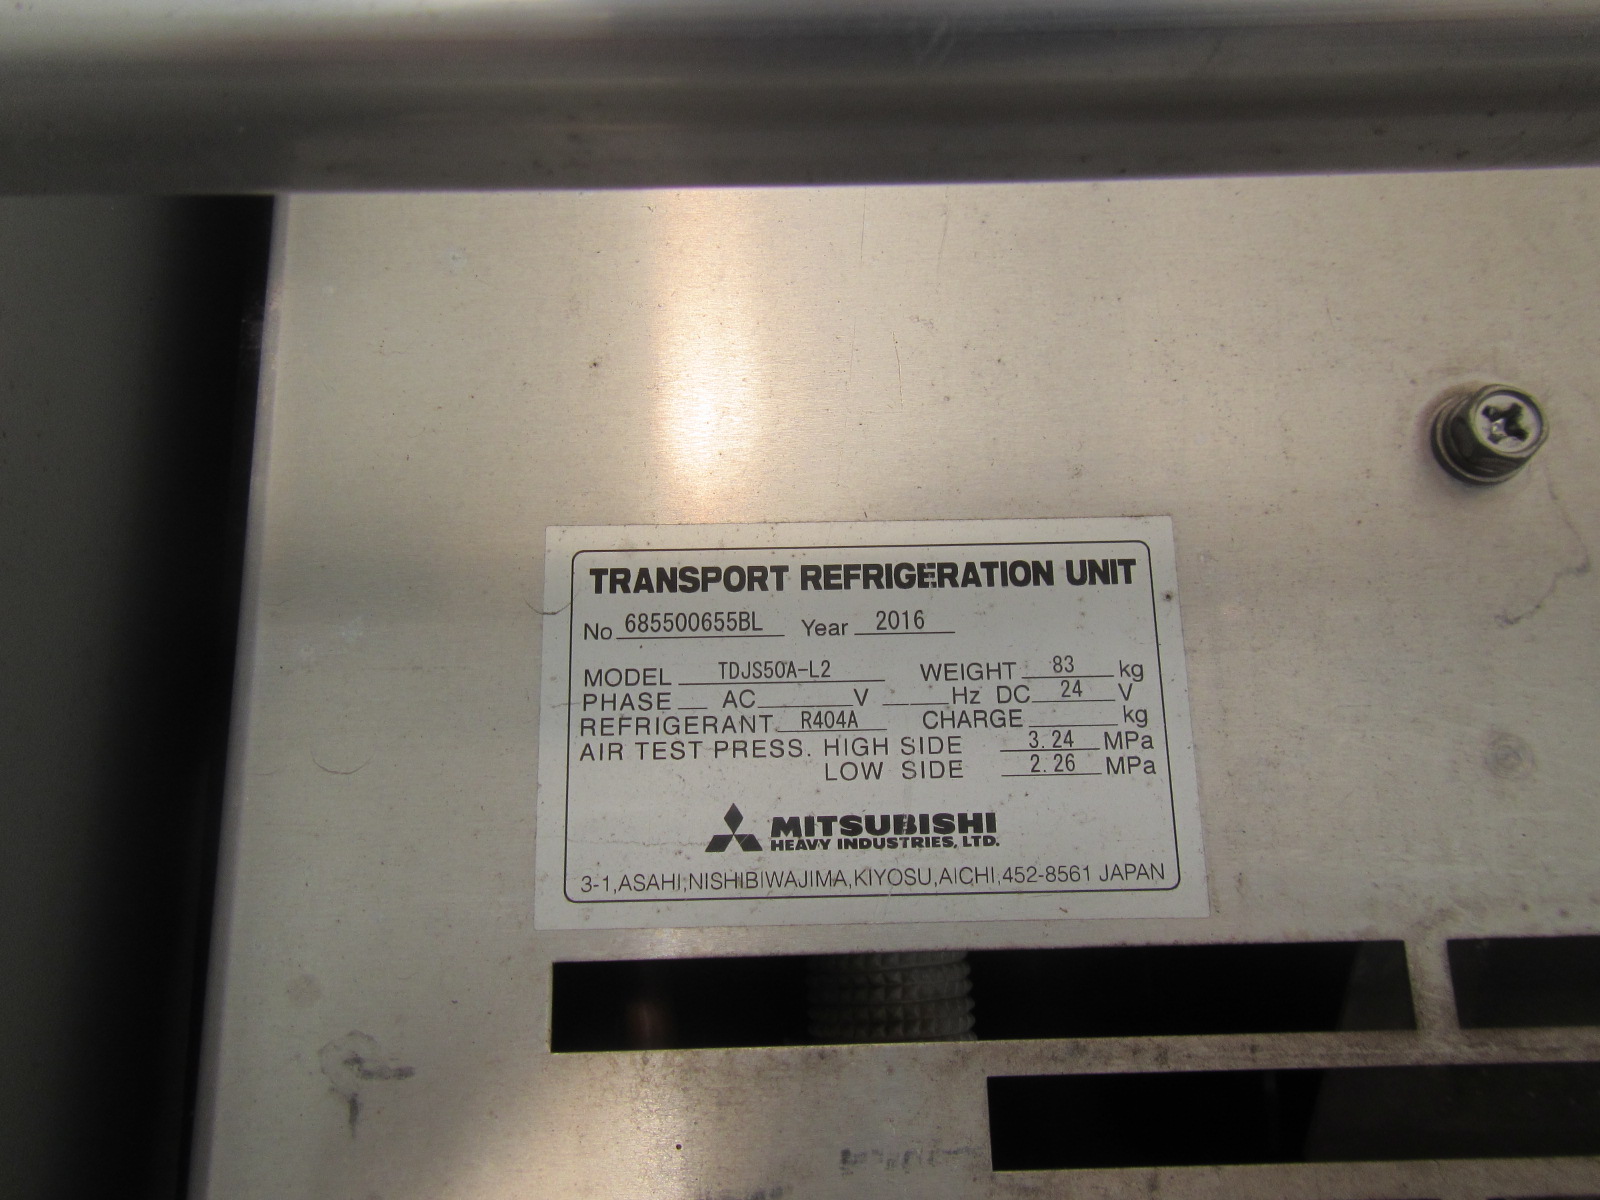 TRANSPORT REFRIGERATION UNIT
No 685500655BL Year 2016
MODEL TDJS50A-L2 WEIGHT 83 kg
PHASE AC V Hz DC 24 V
REFRIGERANT R404A CHARGE kg
AIR TEST PRESS. HIGH SIDE 3.24 MPa
LOW SIDE 2.26 MPa
MITSUBISHI
HEAVY INDUSTRIES, LTD.
3-1,ASAHI,NISHIBIWAJIMA,KIYOSU,AICHI,452-8561 JAPAN